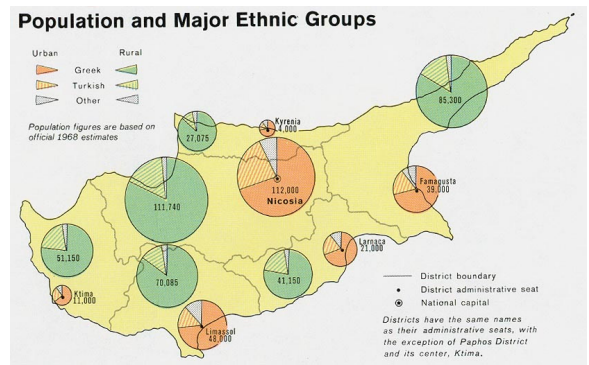 Population and Major Ethnic Groups
Urban Rural
Greek
Turkish
Other
Population figures are based on
official 1968 estimates
85,300
27,075
Kyrenia
4,000
112,000
Nicosia
111,740
Famagusta
39,000
51,150
70,085
41,150
Larnaca
21,000
Ktima
11,000
Limassol
48,000
District boundary
District administrative seat
National capital
Districts have the same names
as their administrative seats, with
the exception of Paphos District
and its center, Ktima.